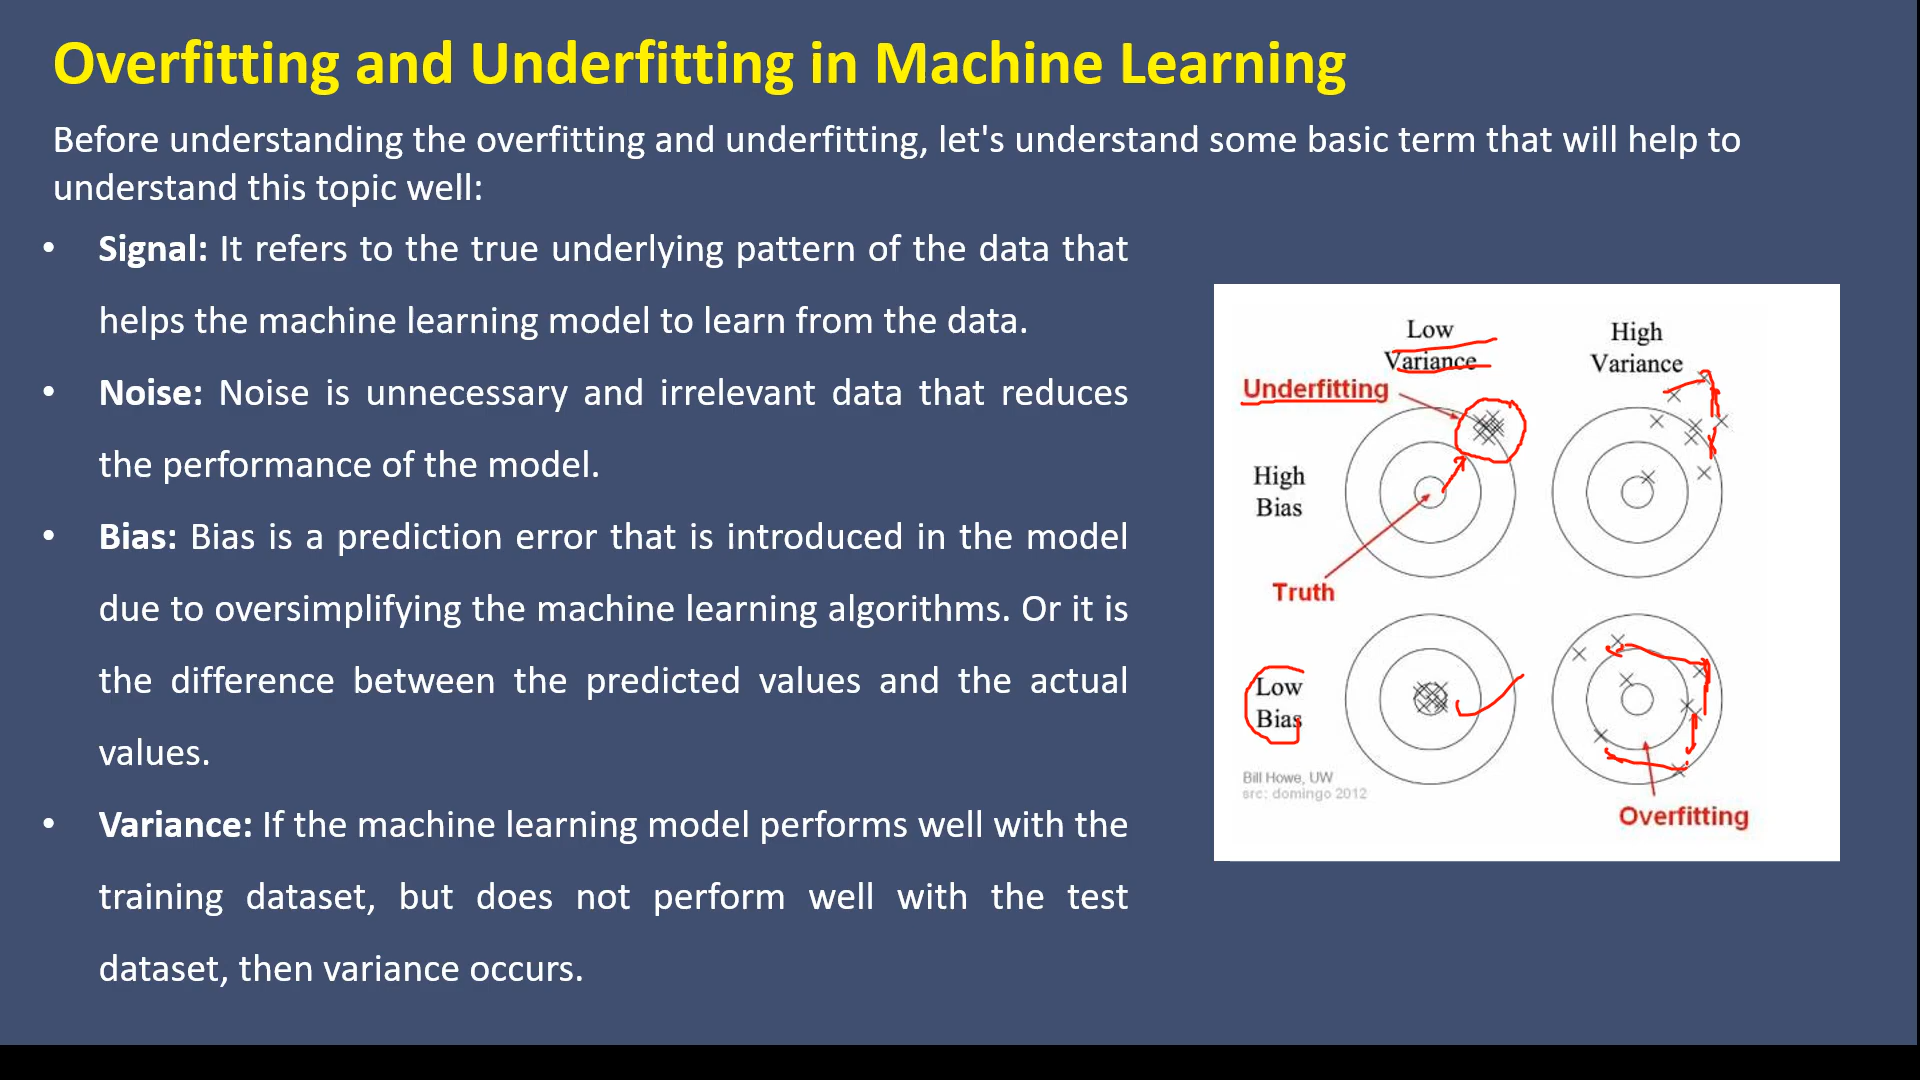 Overfitting and Underfitting in Machine Learning
Before understanding the overfitting and underfitting, let's understand some basic term that will help to
understand this topic well:
• Signal: It refers to the true underlying pattern of the data that
helps the machine learning model to learn from the data.
• Noise: Noise is unnecessary and irrelevant data that reduces
the performance of the model.
• Bias: Bias is a prediction error that is introduced in the model
due to oversimplifying the machine learning algorithms. Or it is
the difference between the predicted values and the actual
values.
• Variance: If the machine learning model performs well with the
training dataset, but does not perform well with the test
dataset, then variance occurs.
Low
Variance
High
Variance
Underfitting
High
Bias
Truth
Low
Bias
Bill Howe, UW
src: domingo 2012
Overfitting